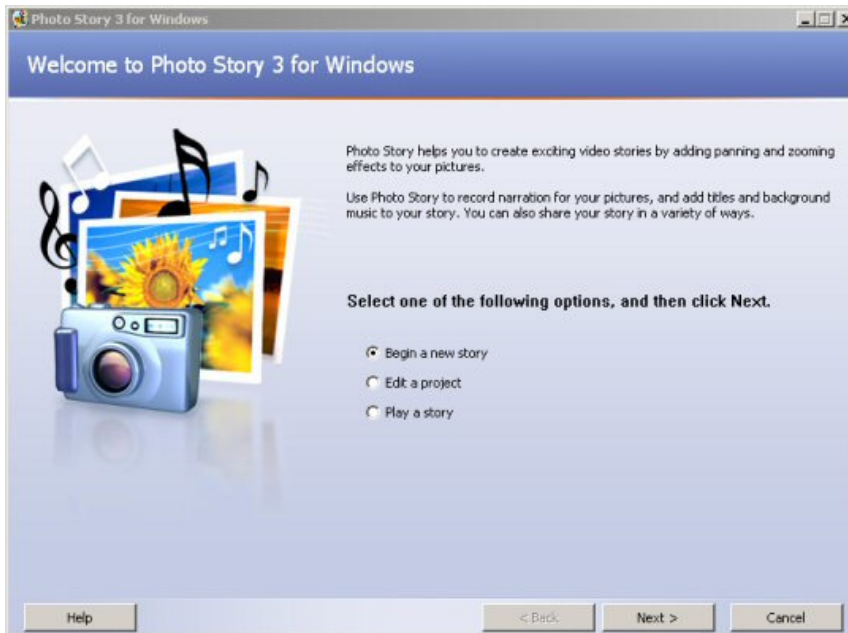 Photo Story 3 for Windows
Welcome to Photo Story 3 for Windows
Photo Story helps you to create exciting video stories by adding panning and zooming
effects to your pictures.
Use Photo Story to record narration for your pictures, and add titles and background
music to your story. You can also share your story in a variety of ways.
Select one of the following options, and then click Next.
Begin a new story
Edit a project
Play a story
Help
< Back
Next >
Cancel